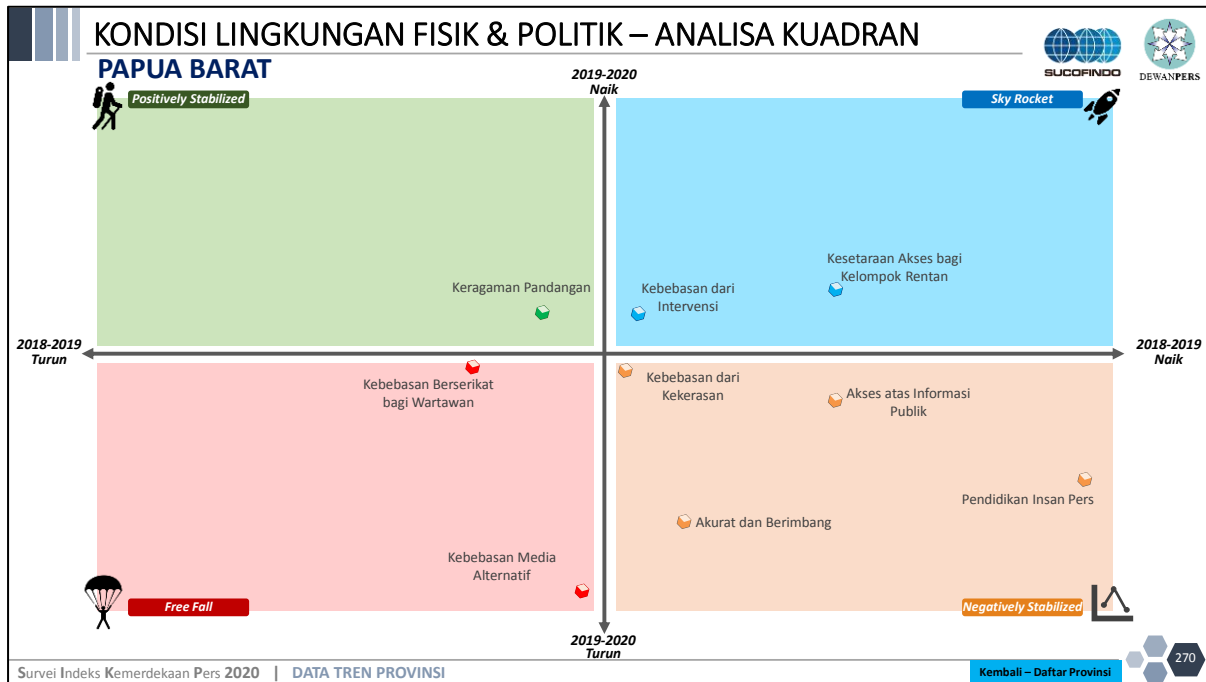 KONDISI LINGKUNGAN FISIK & POLITIK – ANALISA KUADRAN
PAPUA BARAT
SUCOFINDO
DEWANPERS
2019-2020
Naik
Positively Stabilized
Sky Rocket
Keragaman Pandangan
Kebebasan dari
Intervensi
Kesetaraan Akses bagi
Kelompok Rentan
2018-2019
Turun
2018-2019
Naik
Kebebasan Berserikat
bagi Wartawan
Kebebasan dari
Kekerasan
Akses atas Informasi
Publik
Pendidikan Insan Pers
Akurat dan Berimbang
Kebebasan Media
Alternatif
Free Fall
Negatively Stabilized
2019-2020
Turun
Survei Indeks Kemerdekaan Pers 2020 | DATA TREN PROVINSI
Kembali – Daftar Provinsi
270